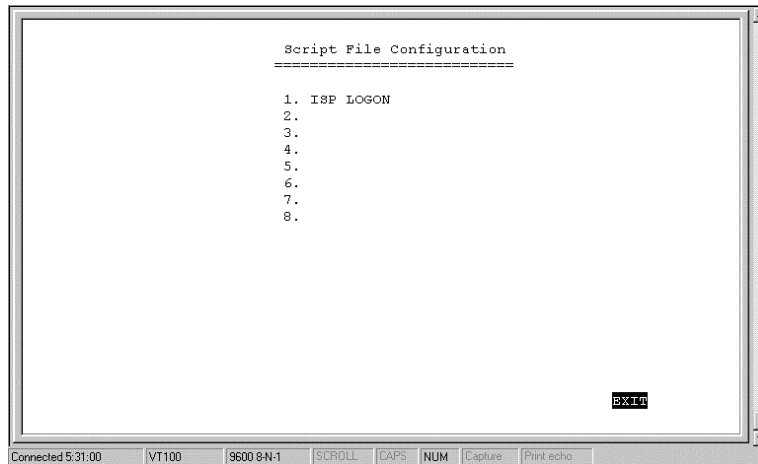 Script File Configuration
===========================
1. ISP LOGON
2.
3.
4.
5.
6.
7.
8.
EXIT
Connected 5:31:00 VT100 9600 8-N-1 SCROLL CAPS NUM Capture Print echo